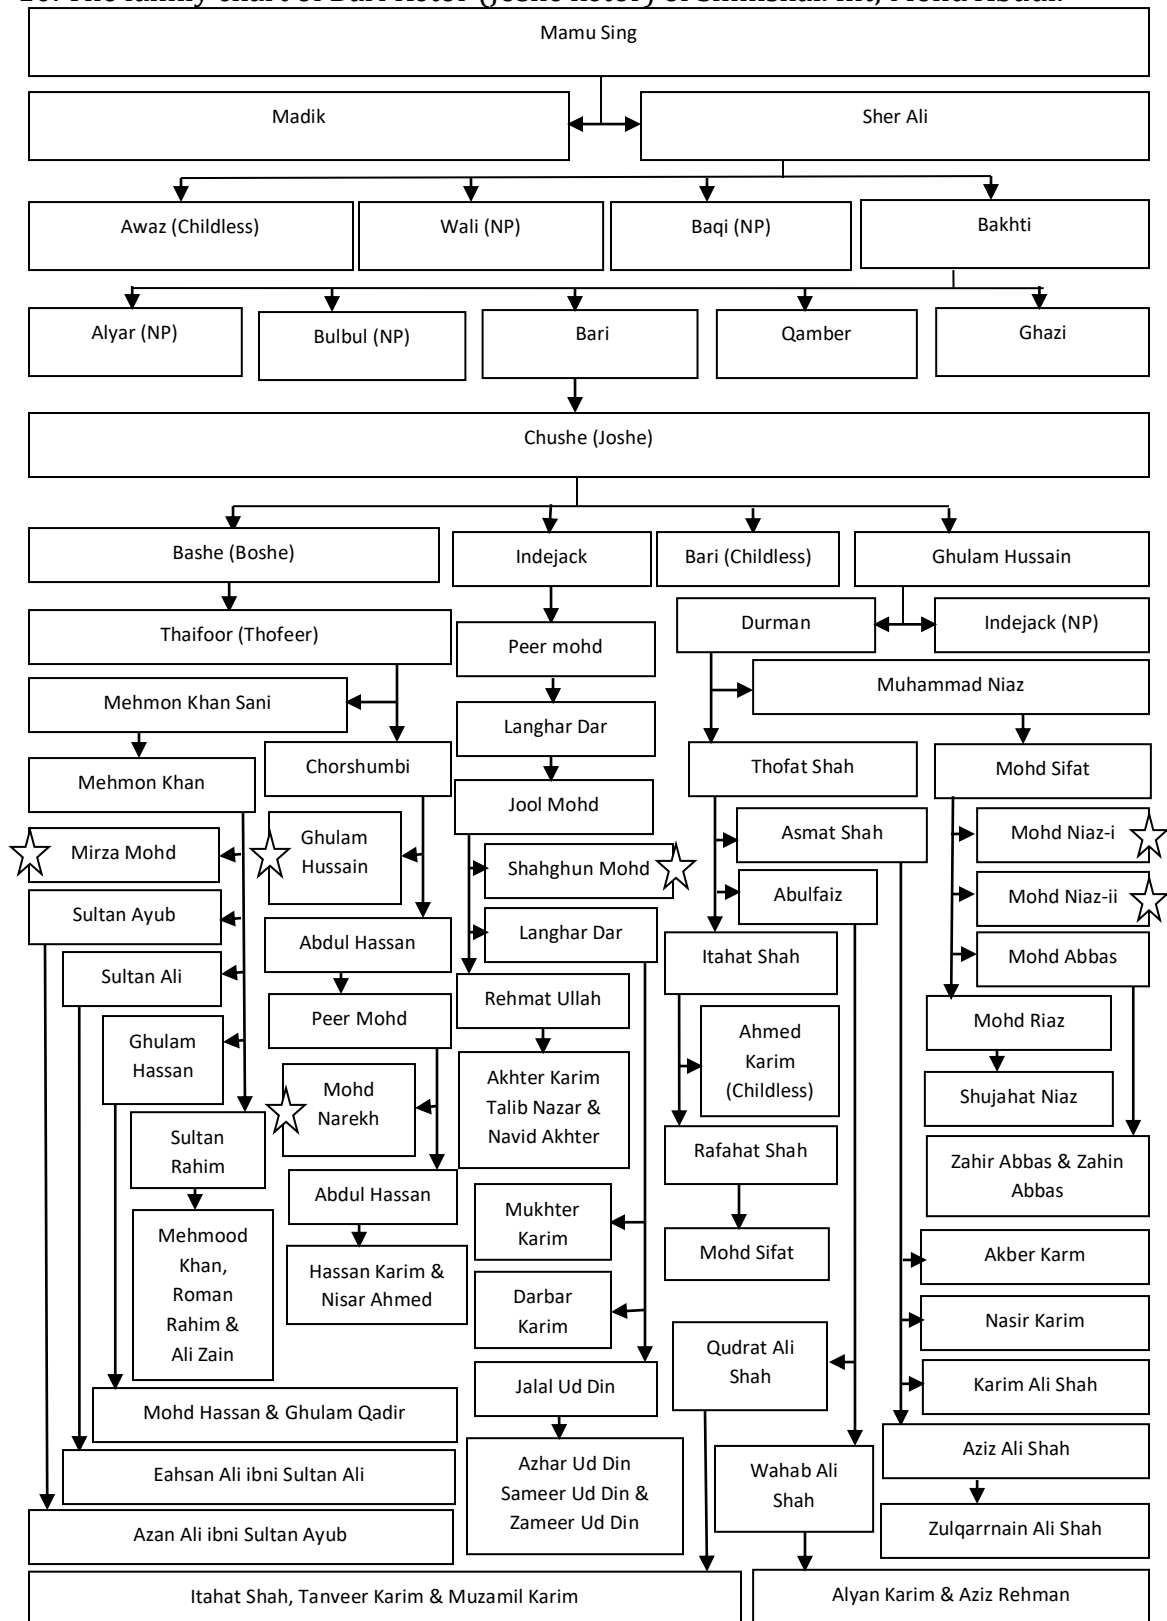 Mamu Sing
Madik
Sher Ali
Awaz (Childless)
Wali (NP)
Baqi (NP)
Bakhti
Alyar (NP)
Bulbul (NP)
Bari
Qamber
Ghazi
Chushe (Joshe)
Bashe (Boshe)
Indejack
Bari (Childless)
Ghulam Hussain
Thaifoor (Thofeer)
Peer mohd
Durman
Indejack (NP)
Mehmon Khan Sani
Langhar Dar
Muhammad Niaz
Mehmon Khan
Chorshumbi
Jool Mohd
Thofat Shah
Mohd Sifat
Mirza Mohd
Ghulam
Hussain
Shahghun Mohd
Asmat Shah
Mohd Niaz-i
Sultan Ayub
Abdul Hassan
Langhar Dar
Abulfaiz
Mohd Niaz-ii
Sultan Ali
Peer Mohd
Rehmat Ullah
Itahat Shah
Mohd Abbas
Ghulam
Hassan
Mohd
Narekh
Akhter Karim
Talib Nazar &
Navid Akhter
Ahmed
Karim
(Childless)
Mohd Riaz
Shujahat Niaz
Sultan
Rahim
Abdul Hassan
Mukhter
Karim
Rafahat Shah
Zahir Abbas & Zahin
Abbas
Mehmood
Khan,
Roman
Rahim &
Ali Zain
Hassan Karim &
Nisar Ahmed
Darbar
Karim
Mohd Sifat
Akber Karm
Nasir Karim
Mohd Hassan & Ghulam Qadir
Jalal Ud Din
Qudrat Ali
Shah
Karim Ali Shah
Eahsan Ali ibni Sultan Ali
Azhar Ud Din
Sameer Ud Din &
Zameer Ud Din
Wahab Ali
Shah
Aziz Ali Shah
Azan Ali ibni Sultan Ayub
Zulqarrnain Ali Shah
Itahat Shah, Tanveer Karim & Muzamil Karim
Alyan Karim & Aziz Rehman